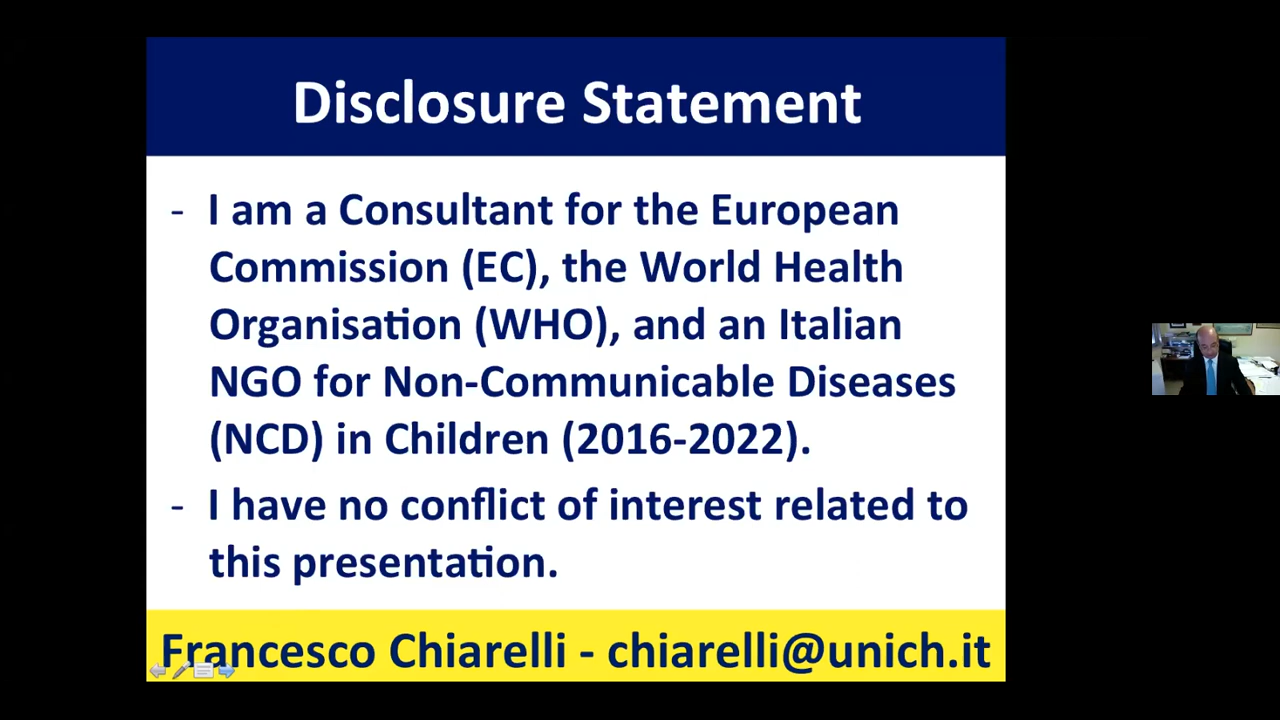 Disclosure Statement
- I am a Consultant for the European
Commission (EC), the World Health
Organisation (WHO), and an Italian
NGO for Non-Communicable Diseases
(NCD) in Children (2016-2022).
- I have no conflict of interest related to
this presentation.
Francesco Chiarelli - chiarelli@unich.it